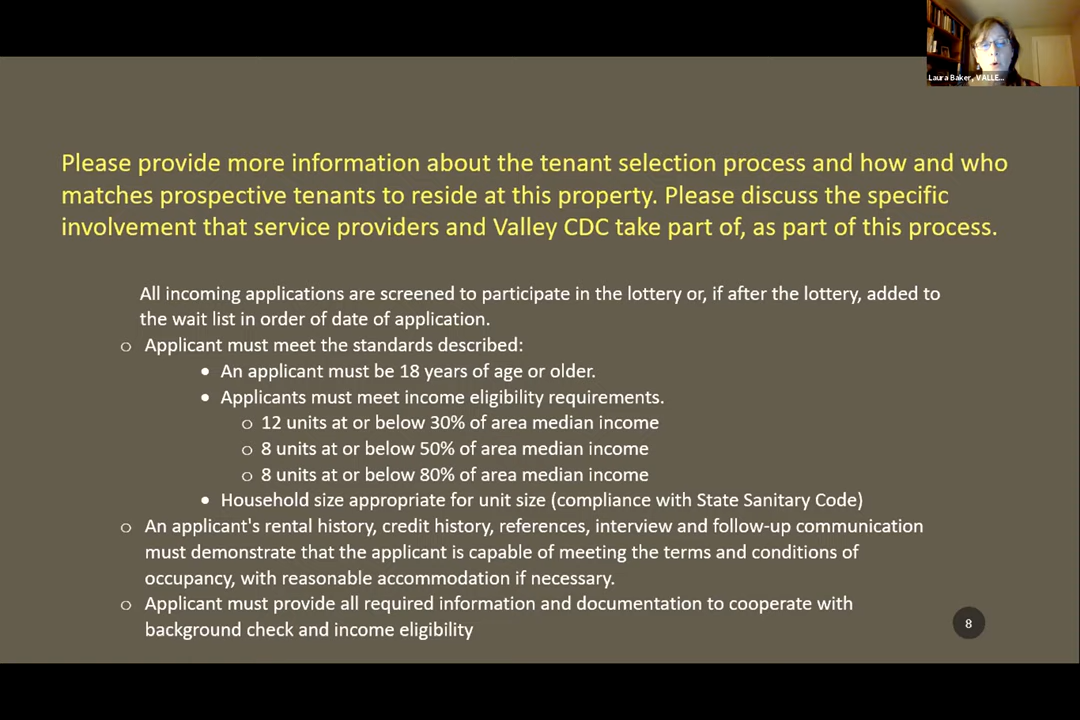 Laura Baker, VALLE...
Please provide more information about the tenant selection process and how and who
matches prospective tenants to reside at this property. Please discuss the specific
involvement that service providers and Valley CDC take part of, as part of this process.
All incoming applications are screened to participate in the lottery or, if after the lottery, added to
the wait list in order of date of application.
o Applicant must meet the standards described:
• An applicant must be 18 years of age or older.
• Applicants must meet income eligibility requirements.
o 12 units at or below 30% of area median income
o 8 units at or below 50% of area median income
o 8 units at or below 80% of area median income
• Household size appropriate for unit size (compliance with State Sanitary Code)
o An applicant's rental history, credit history, references, interview and follow-up communication
must demonstrate that the applicant is capable of meeting the terms and conditions of
occupancy, with reasonable accommodation if necessary.
o Applicant must provide all required information and documentation to cooperate with
background check and income eligibility
8